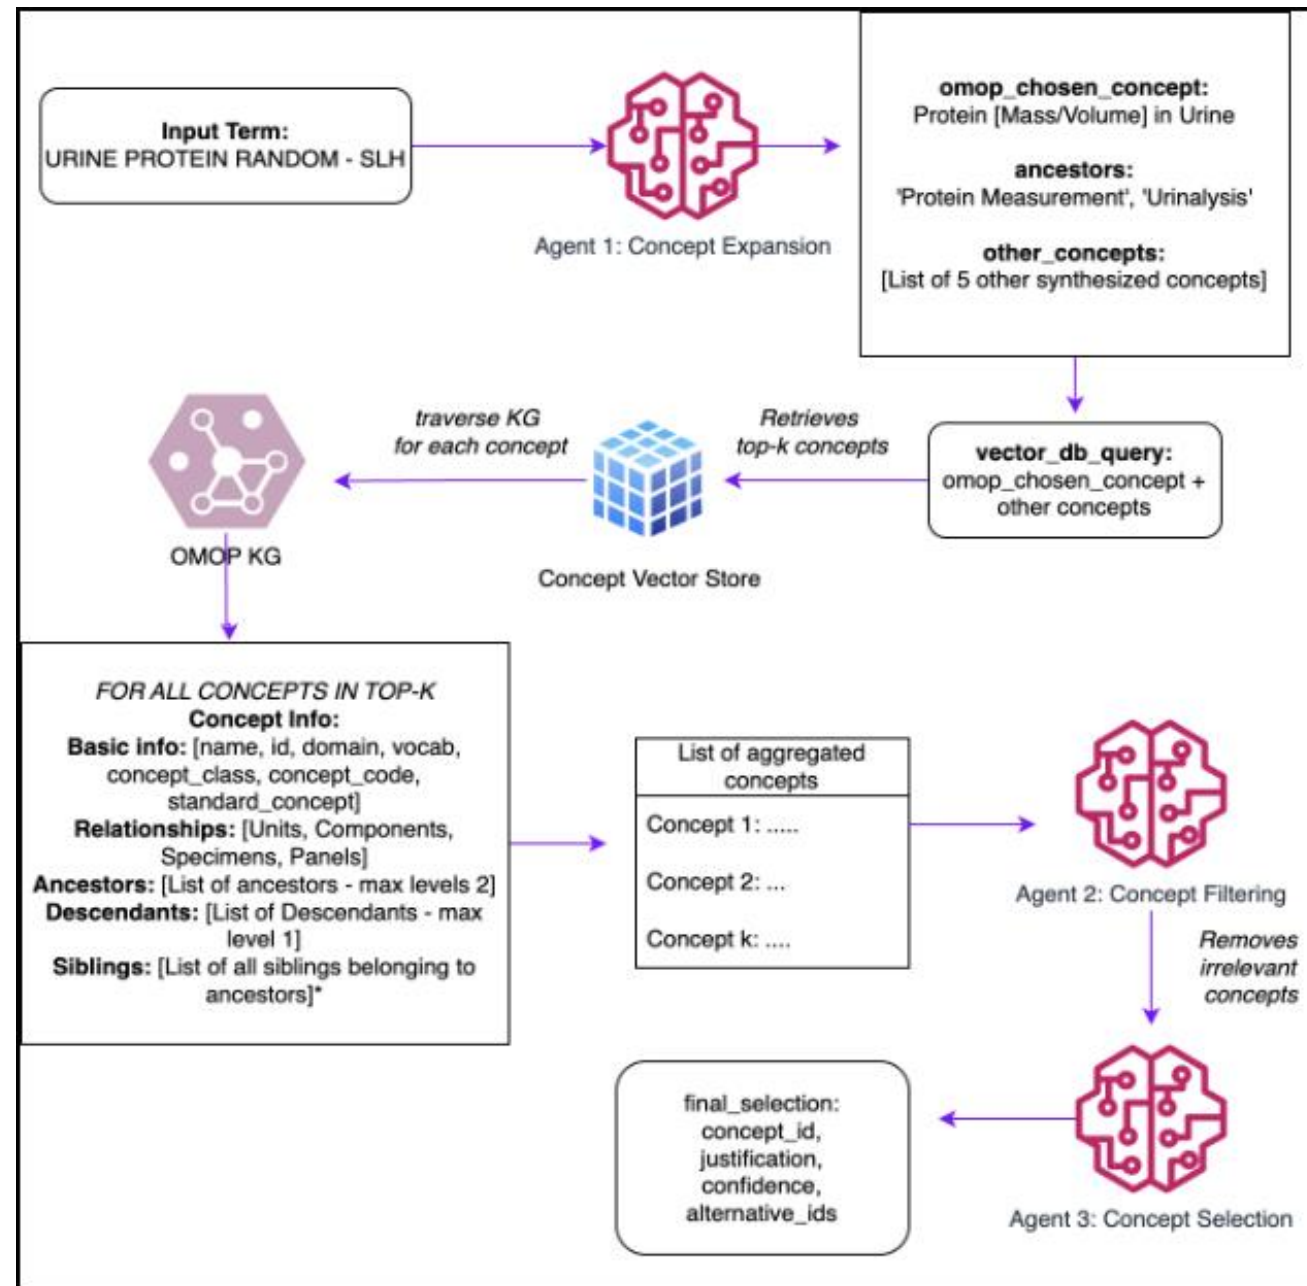 Input Term:
URINE PROTEIN RANDOM - SLH
Agent 1: Concept Expansion
omop_chosen_concept:
Protein [Mass/Volume] in Urine
ancestors:
'Protein Measurement', 'Urinalysis'
other_concepts:
[List of 5 other synthesized concepts]
vector_db_query:
omop_chosen_concept +
other concepts
Retrieves
top-k concepts
Concept Vector Store
traverse KG
for each concept
OMOP KG
FOR ALL CONCEPTS IN TOP-K
Concept Info:
Basic info: [name, id, domain, vocab,
concept_class, concept_code,
standard_concept]
Relationships: [Units, Components,
Specimens, Panels]
Ancestors: [List of ancestors - max levels 2]
Descendants: [List of Descendants - max
level 1]
Siblings: [List of all siblings belonging to
ancestors]*
List of aggregated
concepts
Concept 1: .....
Concept 2: ...
Concept k: ....
Agent 2: Concept Filtering
Removes
irrelevant
concepts
Agent 3: Concept Selection
final_selection:
concept_id,
justification,
confidence,
alternative_ids